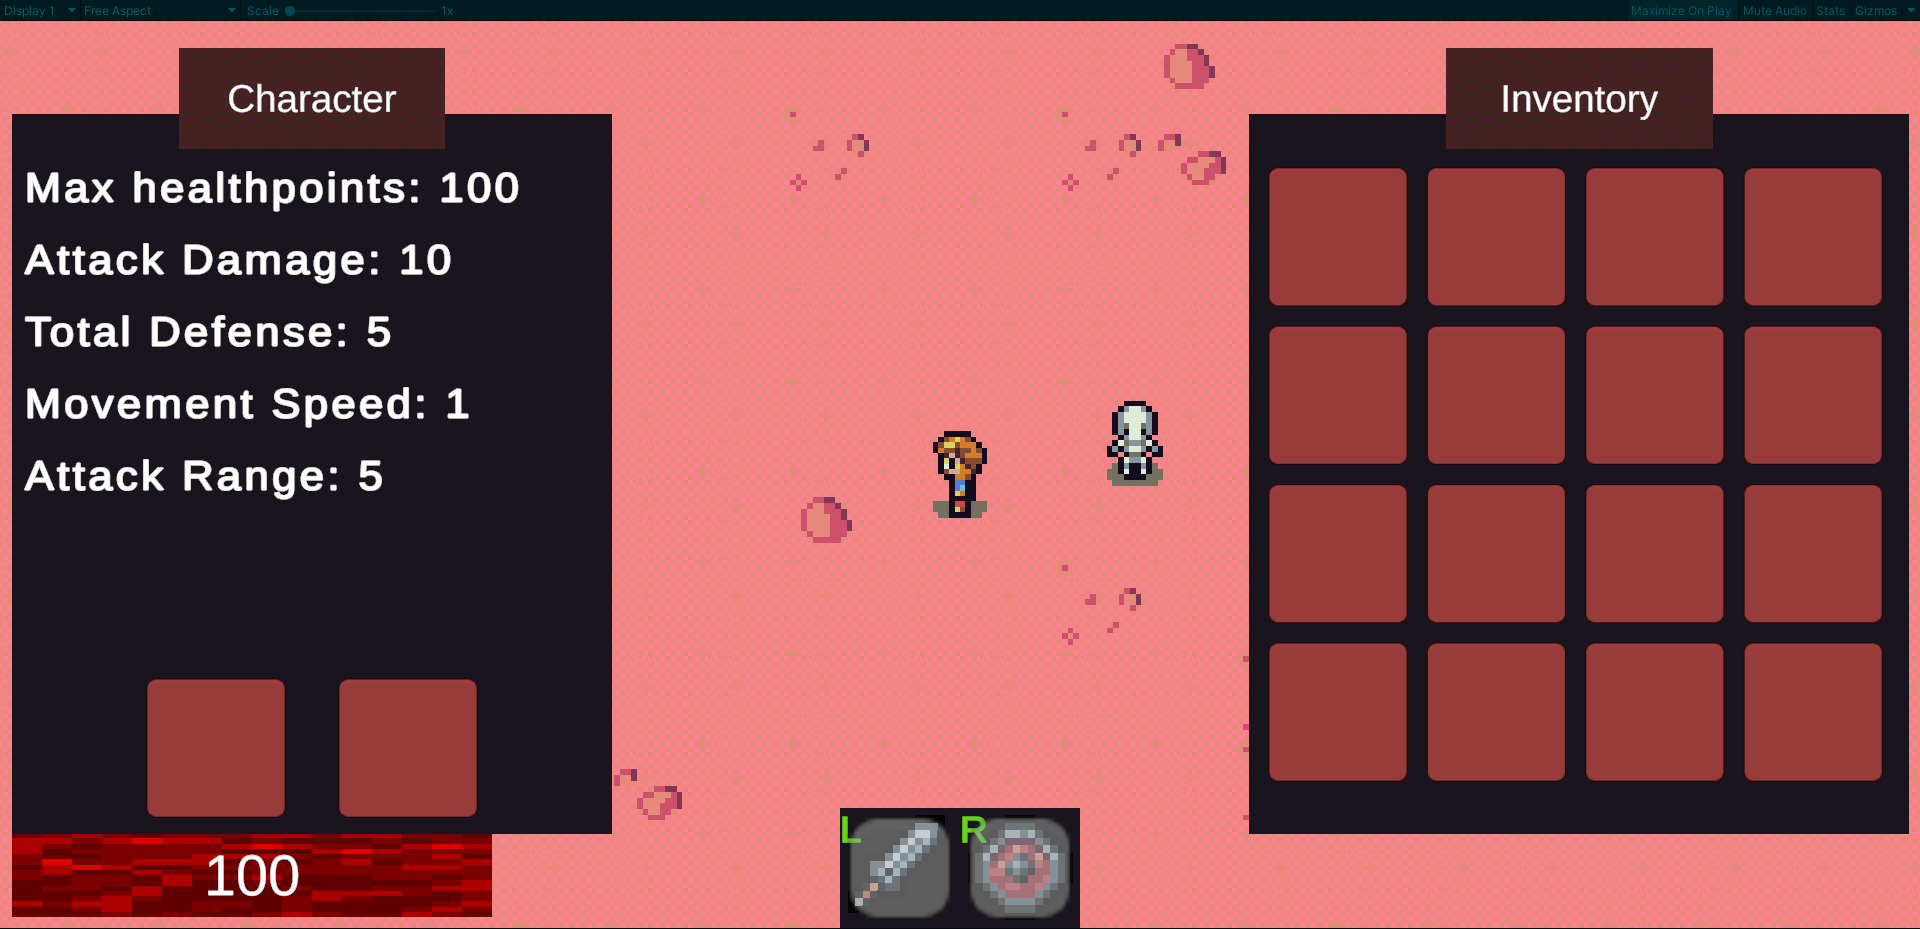 Display 1 Free Aspect Scale 1x Maximize On Play Mute Audio Stats Gizmos
Character
Max healthpoints: 100
Attack Damage: 10
Total Defense: 5
Movement Speed: 1
Attack Range: 5
100
L R
Inventory